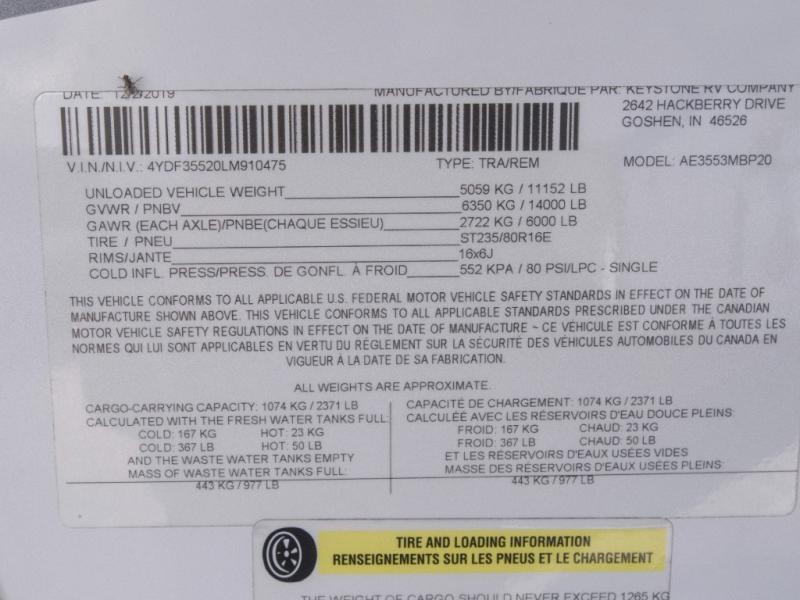 DATE: 12/2/2019 MANUFACTURED BY/FABRIQUE PAR: KEYSTONE RV COMPANY
2642 HACKBERRY DRIVE
GOSHEN, IN 46526
V.I.N./N.I.V.: 4YDF35520LM910475 TYPE: TRA/REM MODEL: AE3553MBP20
UNLOADED VEHICLE WEIGHT 5059 KG / 11152 LB
GVWR / PNBV 6350 KG / 14000 LB
GAWR (EACH AXLE)/PNBE(CHAQUE ESSIEU) 2722 KG / 6000 LB
TIRE / PNEU ST235/80R16E
RIMS/JANTE 16x6J
COLD INFL. PRESS/PRESS. DE GONFL. À FROID 552 KPA / 80 PSI/LPC - SINGLE
THIS VEHICLE CONFORMS TO ALL APPLICABLE U.S. FEDERAL MOTOR VEHICLE SAFETY STANDARDS IN EFFECT ON THE DATE OF
MANUFACTURE SHOWN ABOVE. THIS VEHICLE CONFORMS TO ALL APPLICABLE STANDARDS PRESCRIBED UNDER THE CANADIAN
MOTOR VEHICLE SAFETY REGULATIONS IN EFFECT ON THE DATE OF MANUFACTURE ~ CE VÉHICULE EST CONFORME À TOUTES LES
NORMES QUI LUI SONT APPLICABLES EN VERTU DU RÉGLEMENT SUR LA SÉCURITÉ DES VÉHICULES AUTOMOBILES DU CANADA EN
VIGUEUR À LA DATE DE SA FABRICATION.
ALL WEIGHTS ARE APPROXIMATE.
CARGO-CARRYING CAPACITY: 1074 KG / 2371 LB
CALCULATED WITH THE FRESH WATER TANKS FULL:
COLD: 167 KG HOT: 23 KG
COLD: 367 LB HOT: 50 LB
AND THE WASTE WATER TANKS EMPTY
MASS OF WASTE WATER TANKS FULL:
443 KG / 977 LB
CAPACITÉ DE CHARGEMENT: 1074 KG / 2371 LB
CALCULÉE AVEC LES RÉSERVOIRS D'EAU DOUCE PLEINS:
FROID: 167 KG CHAUD: 23 KG
FROID: 367 LB CHAUD: 50 LB
ET LES RÉSERVOIRS D'EAUX USÉES VIDES
MASSE DES RÉSERVOIRS D'EAUX USÉES PLEINS:
443 KG / 977 LB
TIRE AND LOADING INFORMATION
RENSEIGNEMENTS SUR LES PNEUS ET LE CHARGEMENT
THE WEIGHT OF CARGO SHOULD NEVER EXCEED 1265 KG